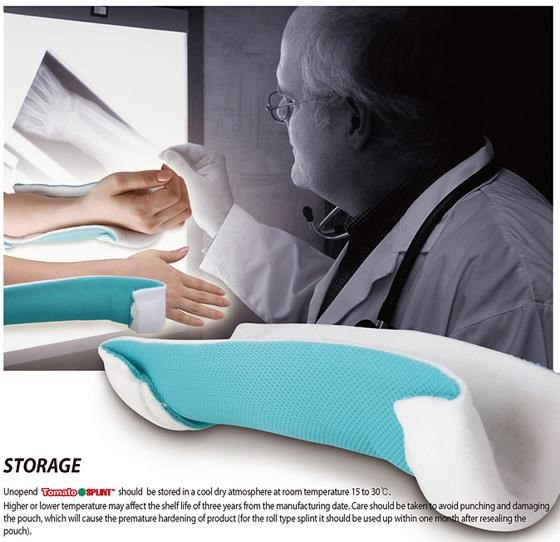 STORAGE
Unopend Tomato SPLINT™ should be stored in a cool dry atmosphere at room temperature 15 to 30℃.
Higher or lower temperature may affect the shelf life of three years from the manufacturing date. Care should be taken to avoid punching and damaging
the pouch, which will cause the premature hardening of product (for the roll type splint it should be used up within one month after resealing the
pouch).